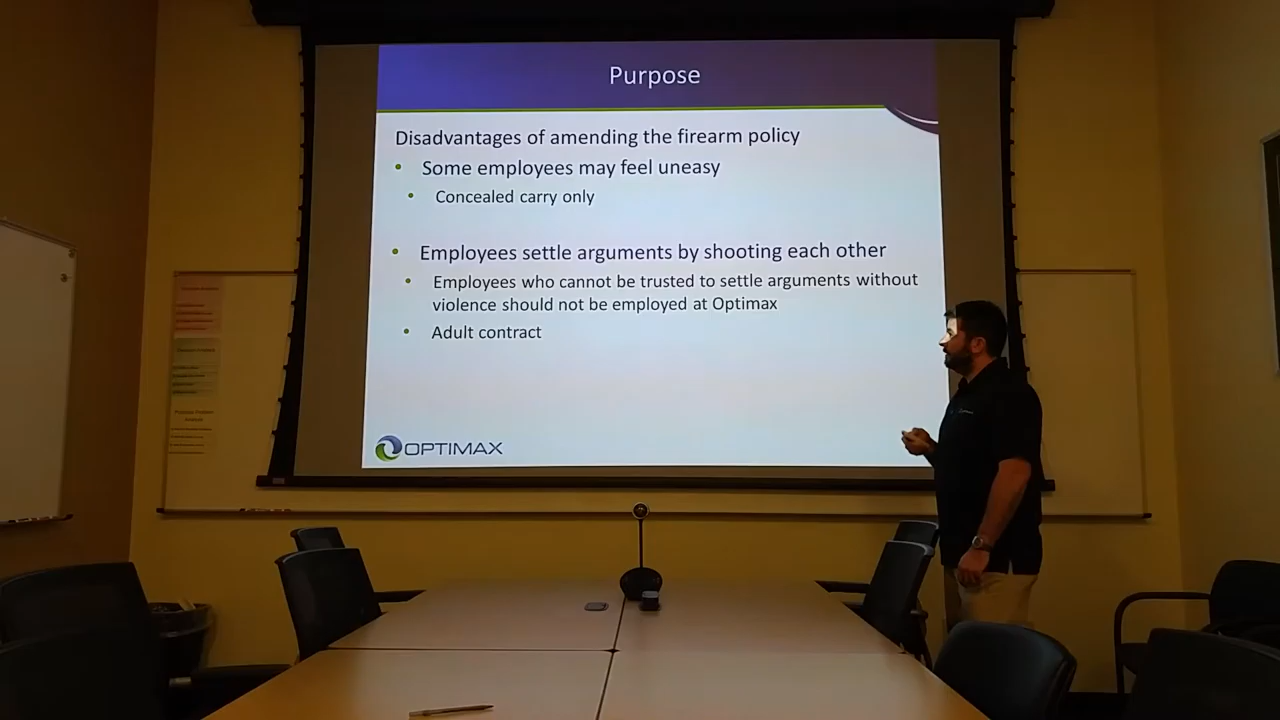 Purpose
Disadvantages of amending the firearm policy
Some employees may feel uneasy
Concealed carry only
Employees settle arguments by shooting each other
Employees who cannot be trusted to settle arguments without
violence should not be employed at Optimax
Adult contract
OPTIMAX